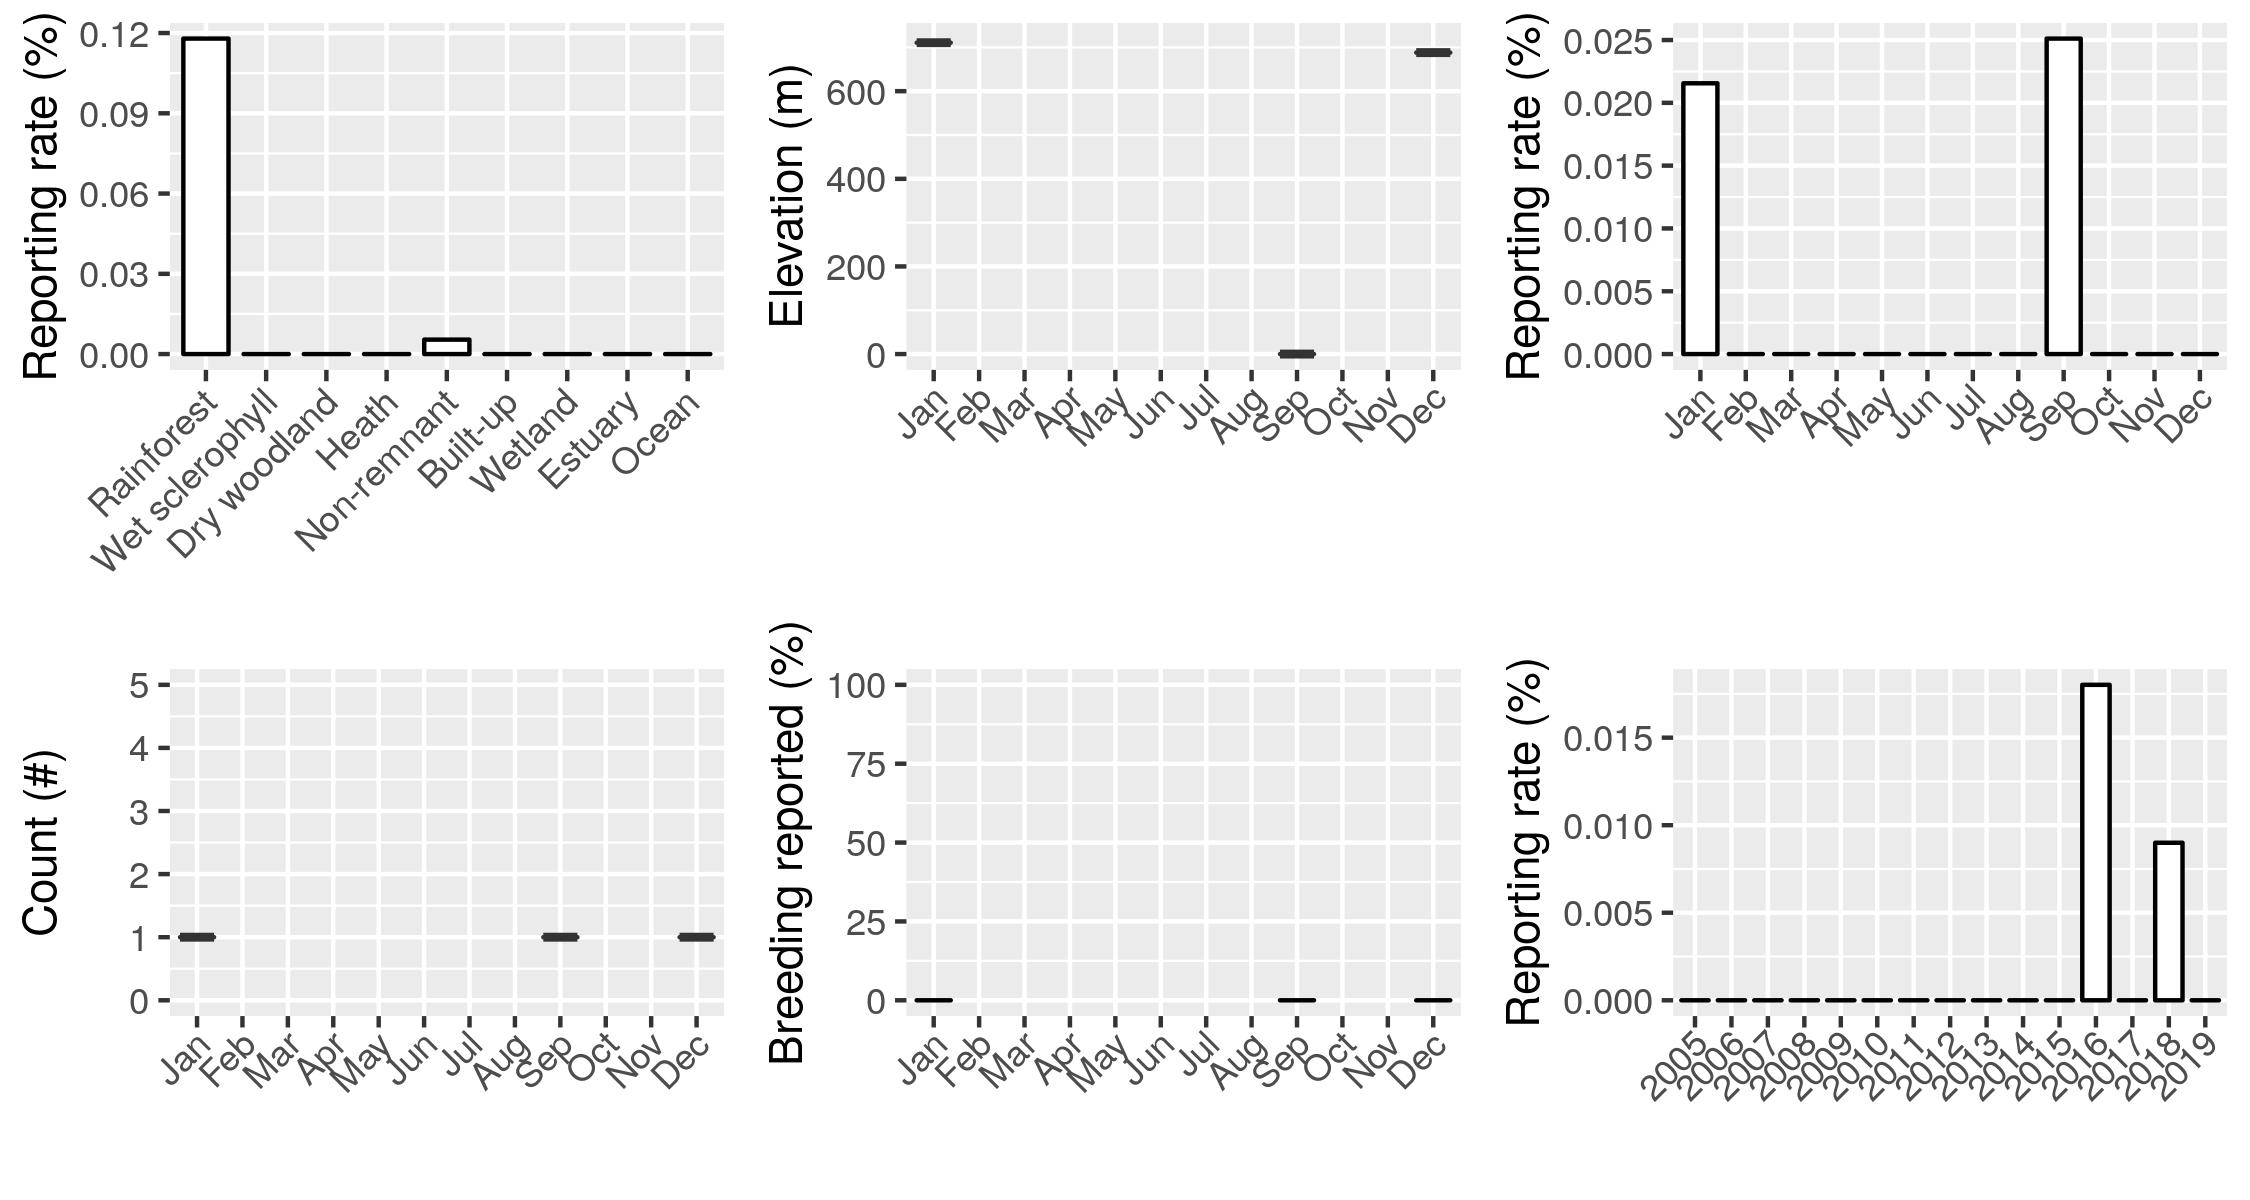 Reporting rate (%)
0.12
0.09
0.06
0.03
0.00
Rainforest
Wet sclerophyll
Dry woodland
Heath
Non-remnant
Built-up
Wetland
Estuary
Ocean
Elevation (m)
600
400
200
0
Jan
Feb
Mar
Apr
May
Jun
Jul
Aug
Sep
Oct
Nov
Dec
Reporting rate (%)
0.025
0.020
0.015
0.010
0.005
0.000
Jan
Feb
Mar
Apr
May
Jun
Jul
Aug
Sep
Oct
Nov
Dec
Count (#)
5
4
3
2
1
0
Jan
Feb
Mar
Apr
May
Jun
Jul
Aug
Sep
Oct
Nov
Dec
Breeding reported (%)
100
75
50
25
0
Jan
Feb
Mar
Apr
May
Jun
Jul
Aug
Sep
Oct
Nov
Dec
Reporting rate (%)
0.015
0.010
0.005
0.000
2005
2006
2007
2008
2009
2010
2011
2012
2013
2014
2015
2016
2017
2018
2019